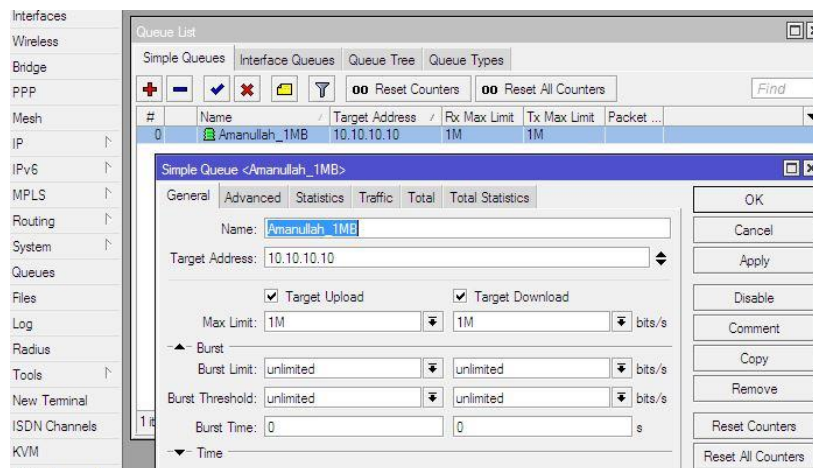 Interfaces
Wireless
Bridge
PPP
Mesh
IP
IPv6
MPLS
Routing
System
Queues
Files
Log
Radius
Tools
New Terminal
ISDN Channels
KVM
Queue List
Simple Queues Interface Queues Queue Tree Queue Types
00 Reset Counters 00 Reset All Counters Find
# Name Target Address Rx Max Limit Tx Max Limit Packet ...
0 Amanullah_1MB 10.10.10.10 1M 1M
Simple Queue <Amanullah_1MB>
General Advanced Statistics Traffic Total Total Statistics
Name: Amanullah_1MB
Target Address: 10.10.10.10
Target Upload Target Download
Max Limit: 1M 1M bits/s
Burst
Burst Limit: unlimited unlimited bits/s
Burst Threshold: unlimited unlimited bits/s
Burst Time: 0 0 s
Time
OK
Cancel
Apply
Disable
Comment
Copy
Remove
Reset Counters
Reset All Counters